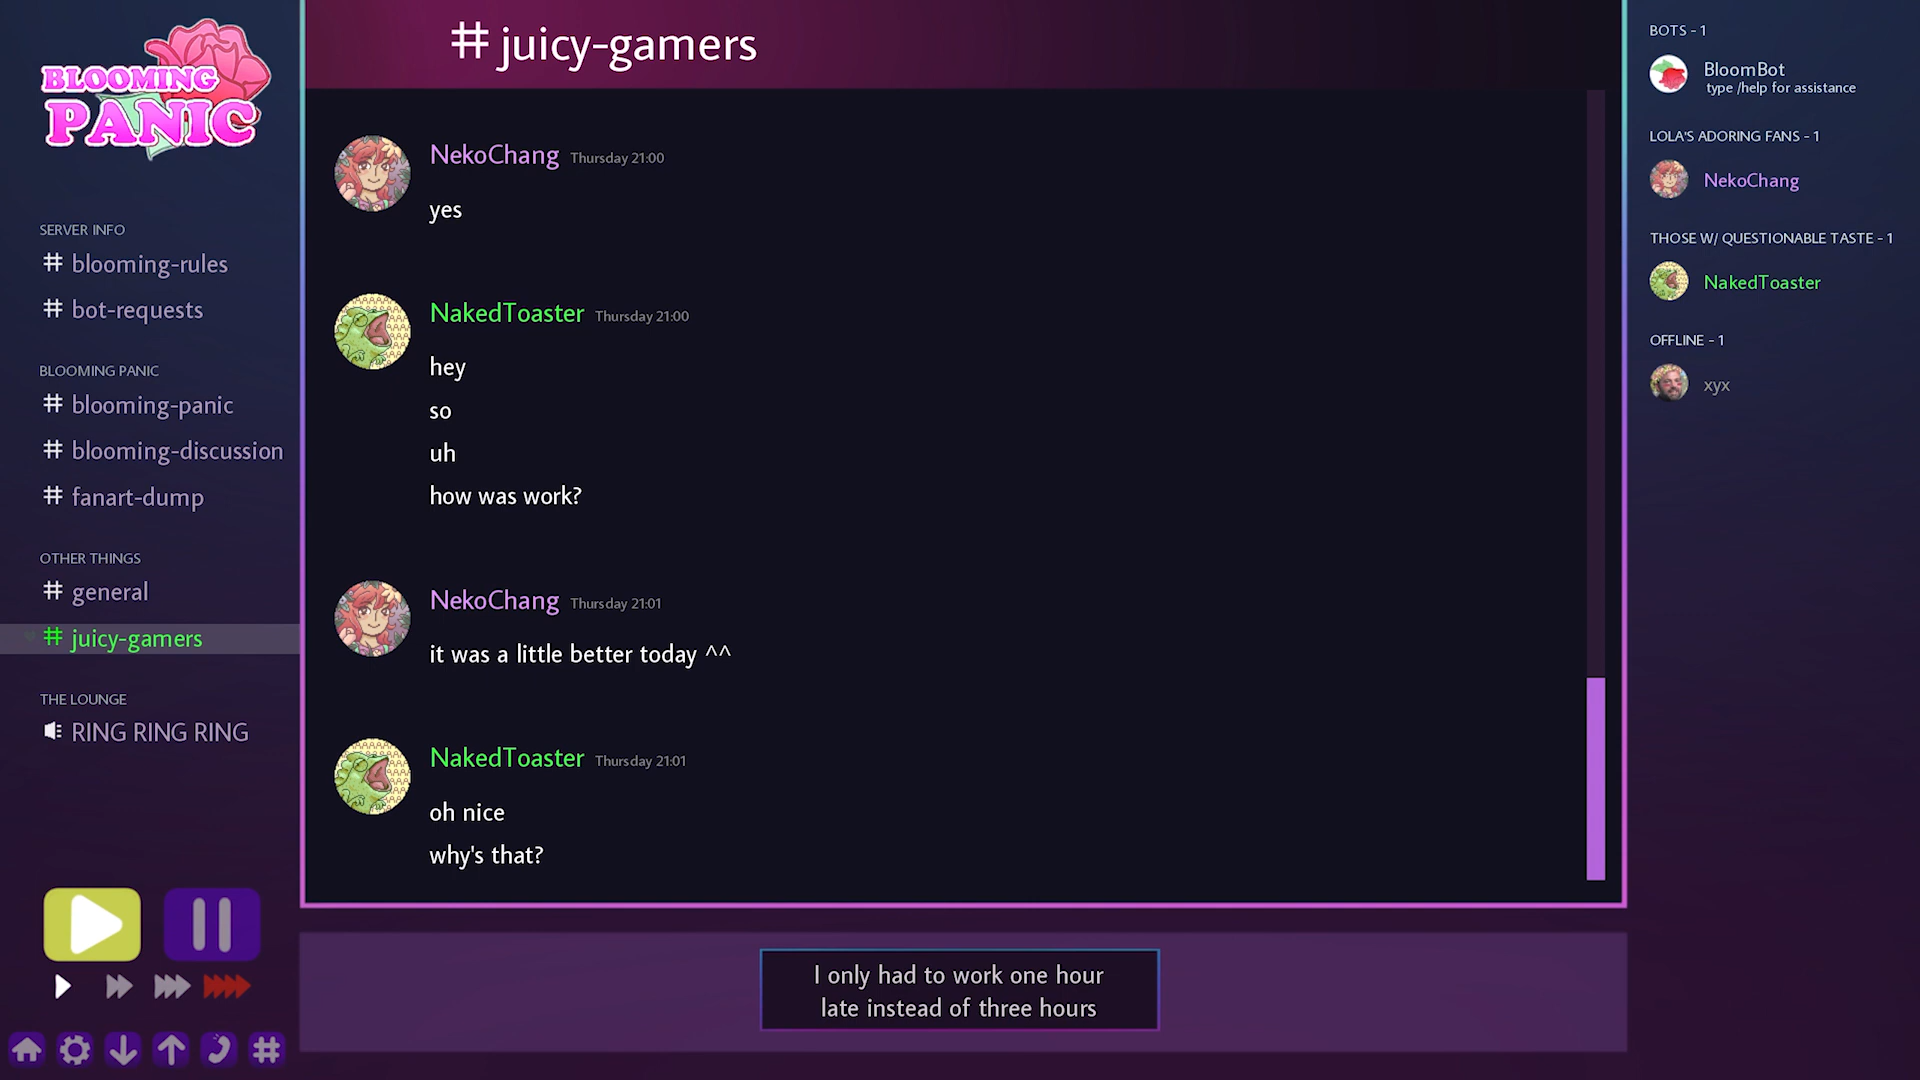 BLOOMING
PANIC
SERVER INFO
# blooming-rules
# bot-requests
BLOOMING PANIC
# blooming-panic
# blooming-discussion
# fanart-dump
OTHER THINGS
# general
# juicy-gamers
THE LOUNGE
RING RING RING
# juicy-gamers
NekoChang Thursday 21:00
yes
NakedToaster Thursday 21:00
hey
so
uh
how was work?
NekoChang Thursday 21:01
it was a little better today ^^
NakedToaster Thursday 21:01
oh nice
why's that?
I only had to work one hour
late instead of three hours
BOTS - 1
BloomBot
type /help for assistance
LOLA'S ADORING FANS - 1
NekoChang
THOSE W/ QUESTIONABLE TASTE - 1
NakedToaster
OFFLINE - 1
xyx